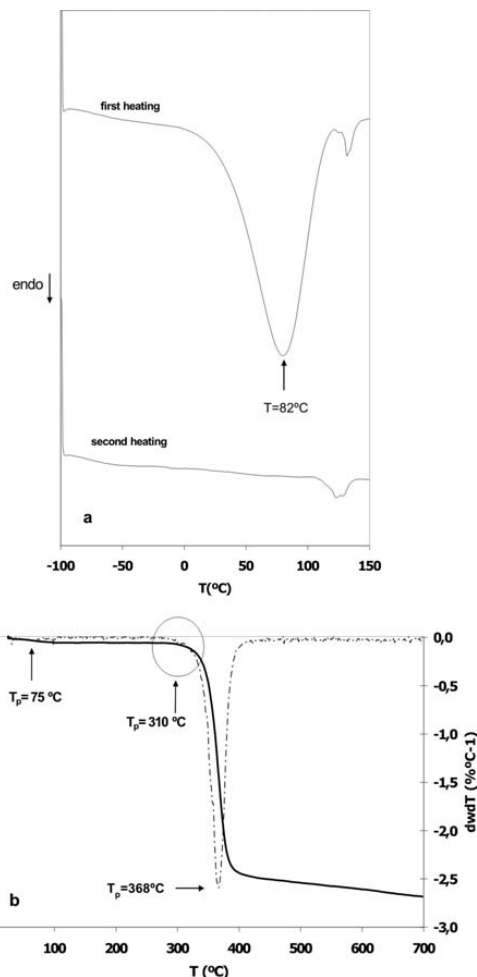 first heating
endo
T=82ºC
second heating
a
-100 -50 0 50 100 150
T(ºC)
0,0
Tp= 75 ºC
Tp= 310 ºC
-0,5
-1,0
-1,5
-2,0
Tp=368ºC
-2,5
b
-3,0
dwdT (%ºC-1)
100 200 300 400 500 600 700
T (ºC)